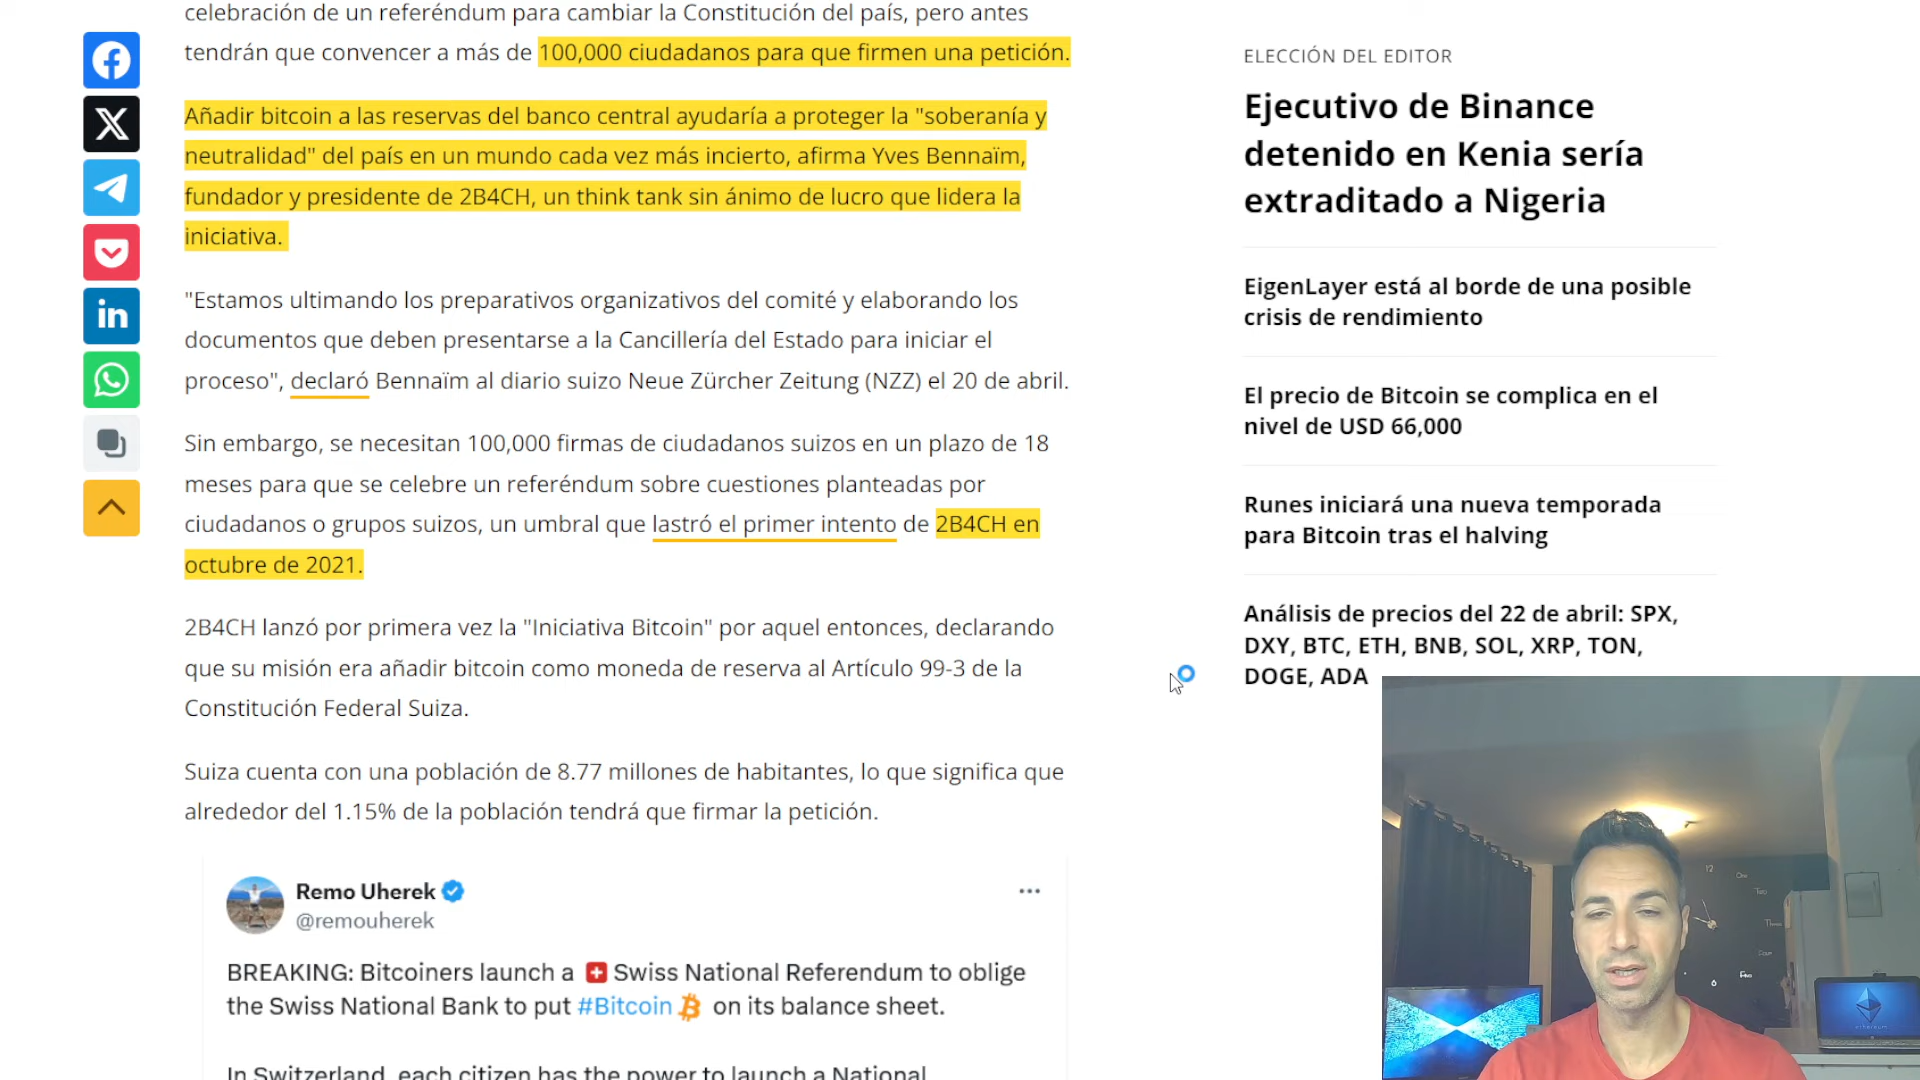 celebración de un referéndum para cambiar la Constitución del país, pero antes
tendrán que convencer a más de 100,000 ciudadanos para que firmen una petición.
Añadir bitcoin a las reservas del banco central ayudaría a proteger la "soberanía y
neutralidad" del país en un mundo cada vez más incierto, afirma Yves Bennaïm,
fundador y presidente de 2B4CH, un think tank sin ánimo de lucro que lidera la
iniciativa.
"Estamos ultimando los preparativos organizativos del comité y elaborando los
documentos que deben presentarse a la Cancillería del Estado para iniciar el
proceso", declaró Bennaïm al diario suizo Neue Zürcher Zeitung (NZZ) el 20 de abril.
Sin embargo, se necesitan 100,000 firmas de ciudadanos suizos en un plazo de 18
meses para que se celebre un referéndum sobre cuestiones planteadas por
ciudadanos o grupos suizos, un umbral que lastró el primer intento de 2B4CH en
octubre de 2021.
2B4CH lanzó por primera vez la "Iniciativa Bitcoin" por aquel entonces, declarando
que su misión era añadir bitcoin como moneda de reserva al Artículo 99-3 de la
Constitución Federal Suiza.
Suiza cuenta con una población de 8.77 millones de habitantes, lo que significa que
alrededor del 1.15% de la población tendrá que firmar la petición.
Remo Uherek
@remouherek
BREAKING: Bitcoiners launch a 🇨🇭 Swiss National Referendum to oblige
the Swiss National Bank to put #Bitcoin on its balance sheet.
In Switzerland, each citizen has the power to launch a National
ELECCIÓN DEL EDITOR
Ejecutivo de Binance
detenido en Kenia sería
extraditado a Nigeria
EigenLayer está al borde de una posible
crisis de rendimiento
El precio de Bitcoin se complica en el
nivel de USD 66,000
Runes iniciará una nueva temporada
para Bitcoin tras el halving
Análisis de precios del 22 de abril: SPX,
DXY, BTC, ETH, BNB, SOL, XRP, TON,
DOGE, ADA
in
12
ethereum